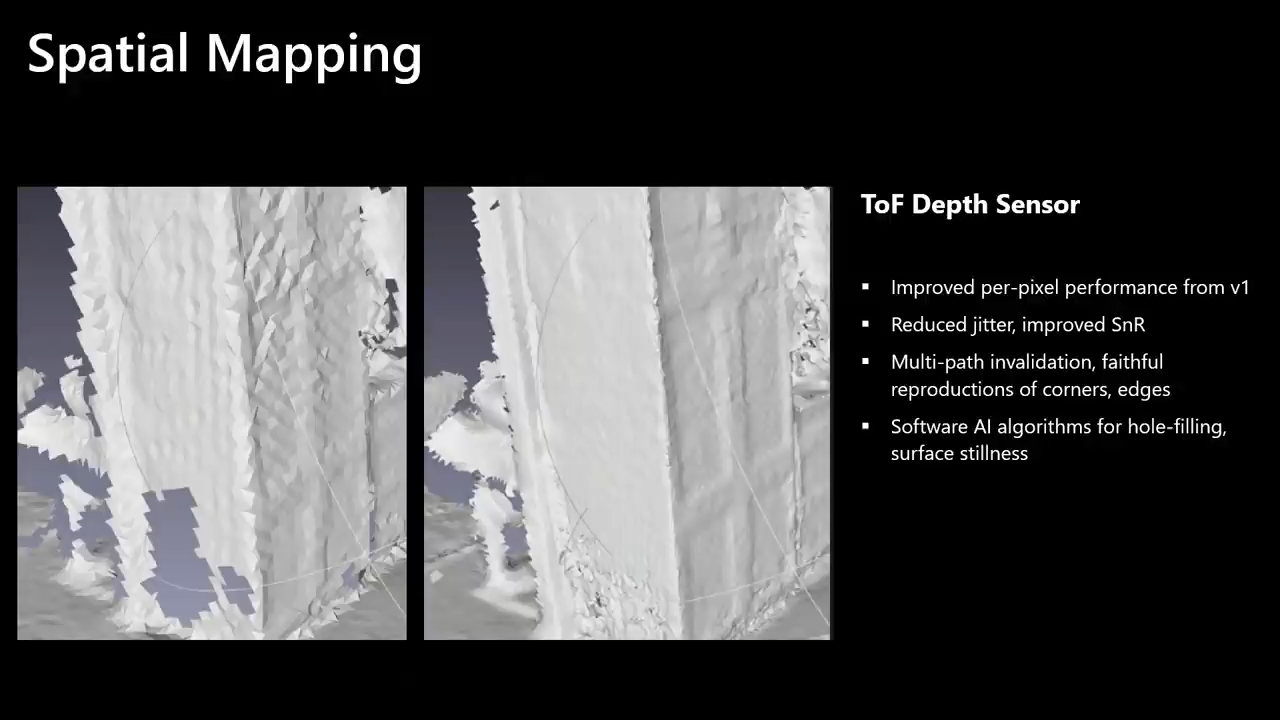 Spatial Mapping
ToF Depth Sensor
▪ Improved per-pixel performance from v1
▪ Reduced jitter, improved SnR
▪ Multi-path invalidation, faithful
reproductions of corners, edges
▪ Software AI algorithms for hole-filling,
surface stillness